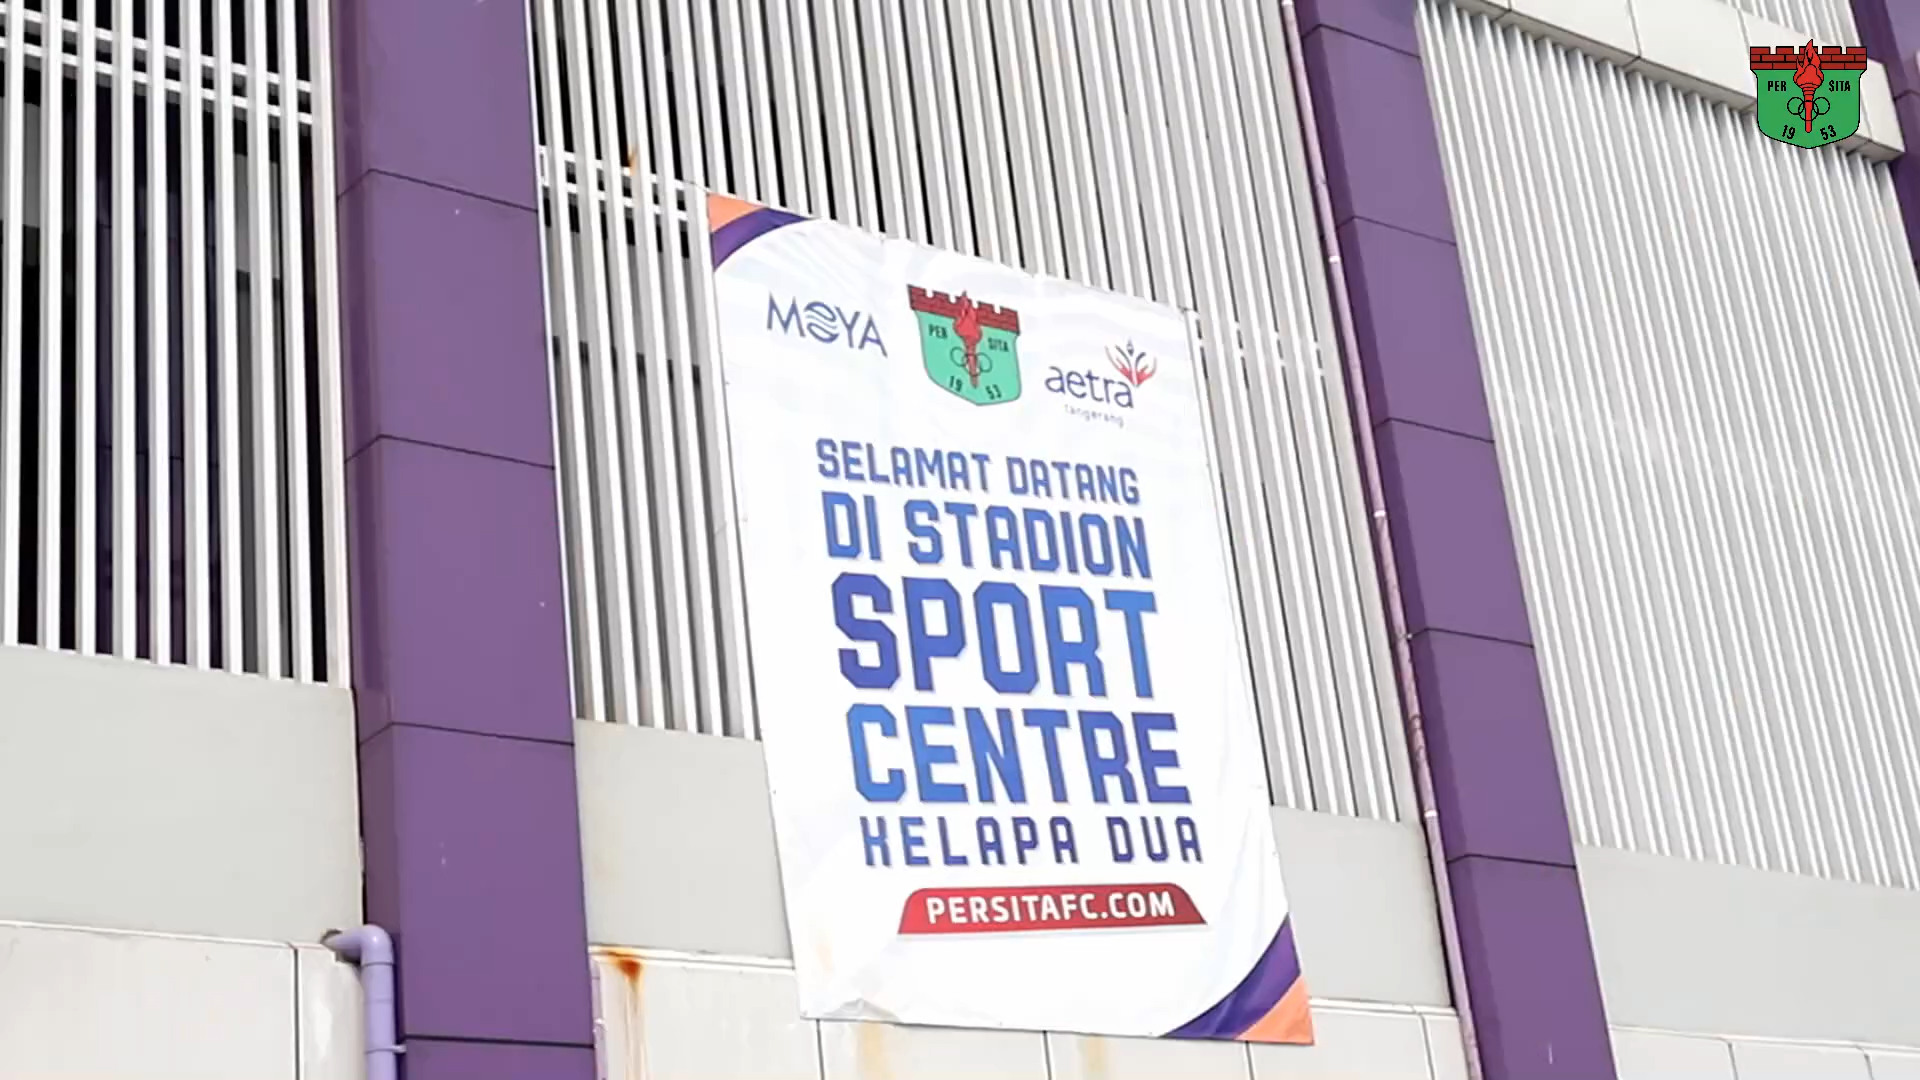 PER SITA
19 53
MOYA
PER SITA
19 53
aetra
tangerang
SELAMAT DATANG
DI STADION
SPORT
CENTRE
KELAPA DUA
PERSITAFC.COM